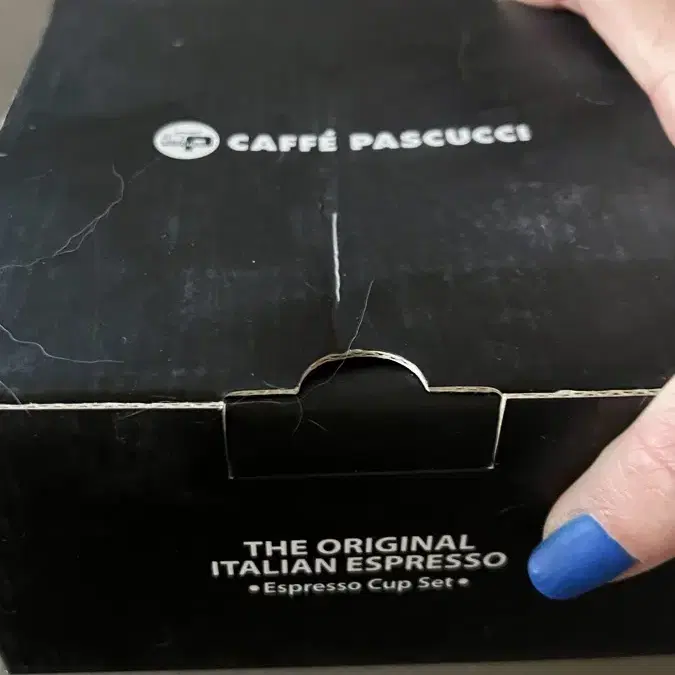 CAFFÉ PASCUCCI
THE ORIGINAL
ITALIAN ESPRESSO
•Espresso Cup Set•